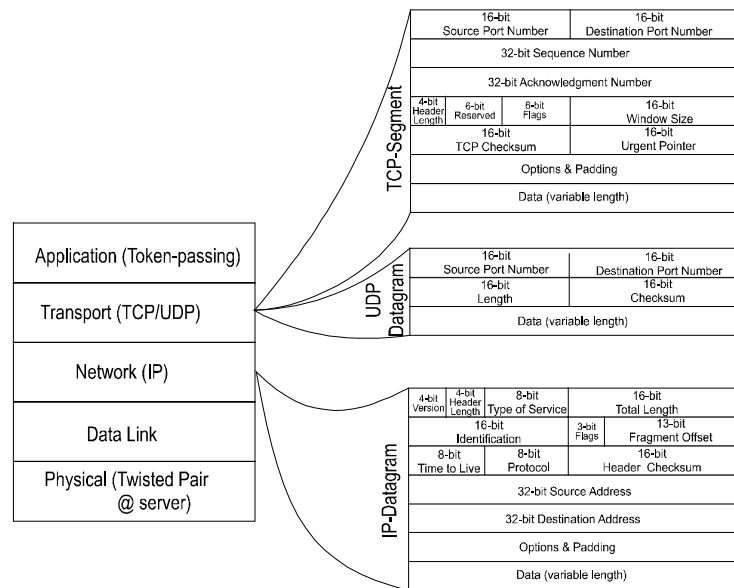 16-bit
Source Port Number
16-bit
Destination Port Number
32-bit Sequence Number
32-bit Acknowledgment Number
4-bit
Header
Length
6-bit
Reserved
6-bit
Flags
16-bit
Window Size
16-bit
TCP Checksum
16-bit
Urgent Pointer
Options & Padding
Data (variable length)
TCP-Segment
Application (Token-passing)
Transport (TCP/UDP)
Network (IP)
Data Link
Physical (Twisted Pair
@ server)
16-bit
Source Port Number
16-bit
Destination Port Number
16-bit
Length
16-bit
Checksum
Data (variable length)
UDP
Datagram
4-bit
Version
4-bit
Header
Length
8-bit
Type of Service
16-bit
Total Length
16-bit
Identification
3-bit
Flags
13-bit
Fragment Offset
8-bit
Time to Live
8-bit
Protocol
16-bit
Header Checksum
32-bit Source Address
32-bit Destination Address
Options & Padding
Data (variable length)
IP-Datagram